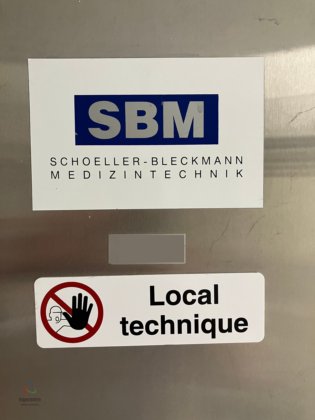 SBM
SCHOELLER-BLECKMANN
MEDIZINTECHNIK
Local
technique